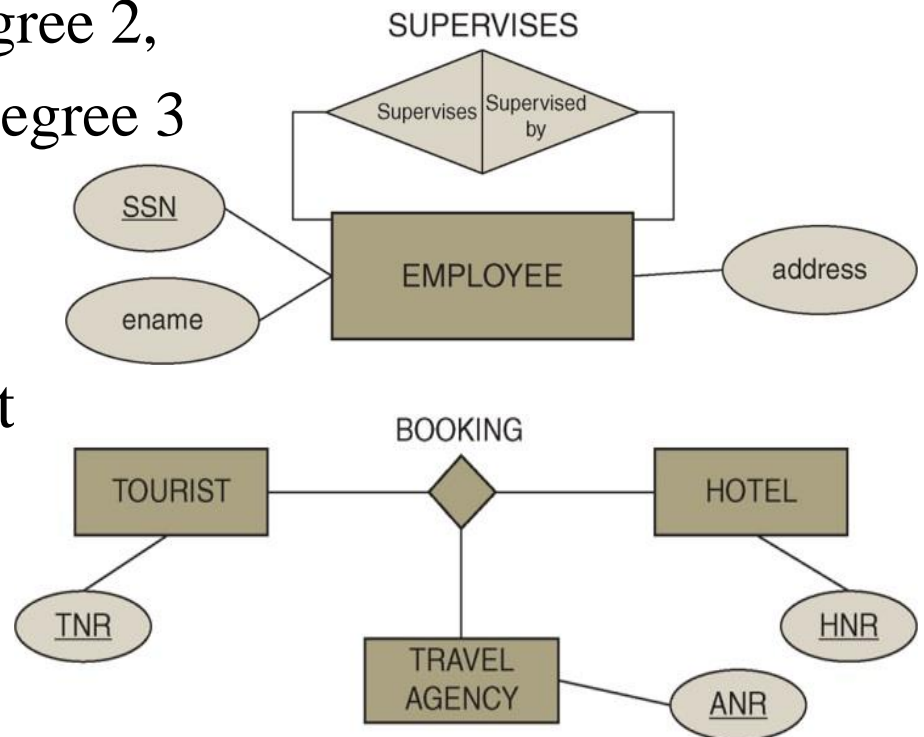 gree 2,
egree 3
t
SUPERVISES
Supervises
Supervised
by
SSN
ename
EMPLOYEE
address
BOOKING
TOURIST
HOTEL
TNR
HNR
TRAVEL
AGENCY
ANR